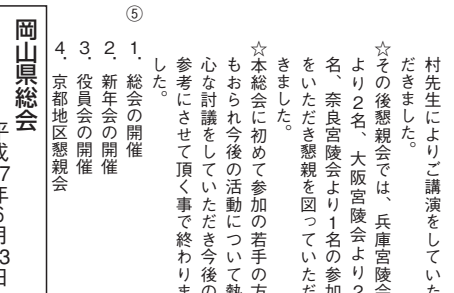 村先生によりご講演をしていた
だきました。
☆その後懇親会では、兵庫宮陵会
より2名、大阪宮陵会より2
名、奈良宮陵会より1名の参加
をいただき懇親を図っていただ
きました。
☆本総会に初めて参加の若手の方
もおられ今後の活動について熱
心な討議をしていただき今後の
参考にさせて頂く事で終わりま
した。
⑤
1. 総会の開催
2. 新年会の開催
3. 役員会の開催
4. 京都地区懇親会
岡山県総会